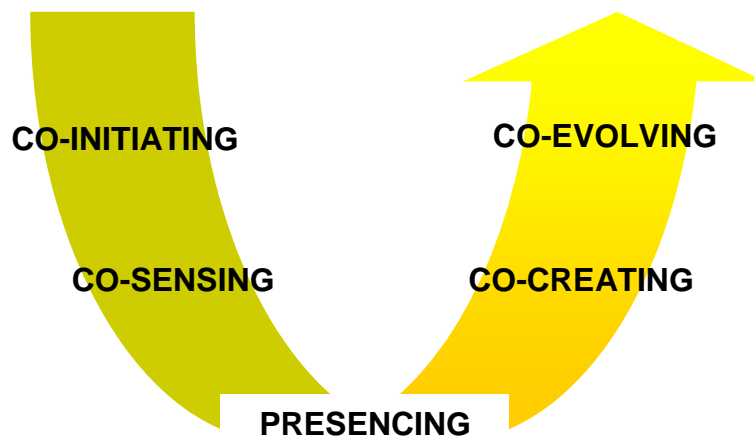 CO-INITIATING
CO-SENSING
PRESENCING
CO-CREATING
CO-EVOLVING